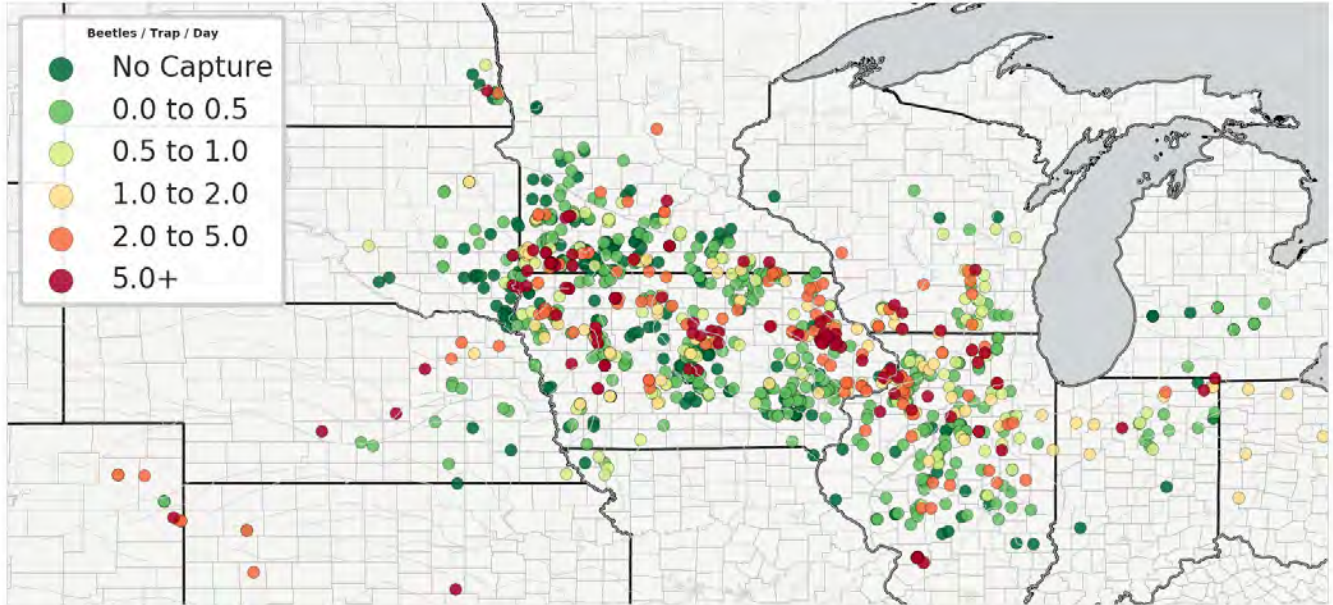 Beetles / Trap / Day
No Capture
0.0 to 0.5
0.5 to 1.0
1.0 to 2.0
2.0 to 5.0
5.0+